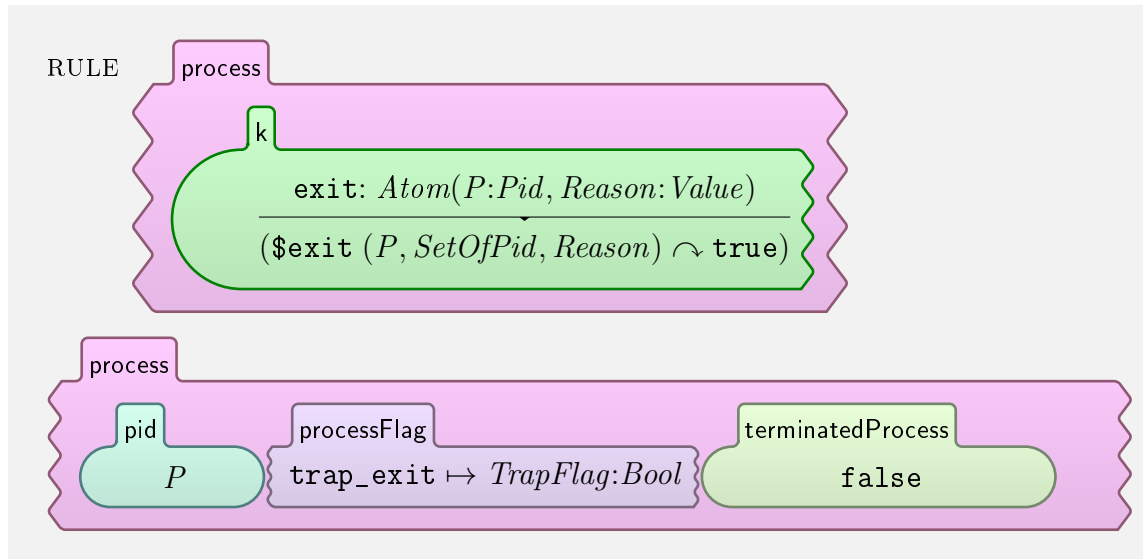 RULE
process
k
exit: Atom(P:Pid, Reason:Value)
($exit (P, SetOfPid, Reason) ↷ true)
process
pid processFlag terminatedProcess
P trap_exit ↦ TrapFlag:Bool false